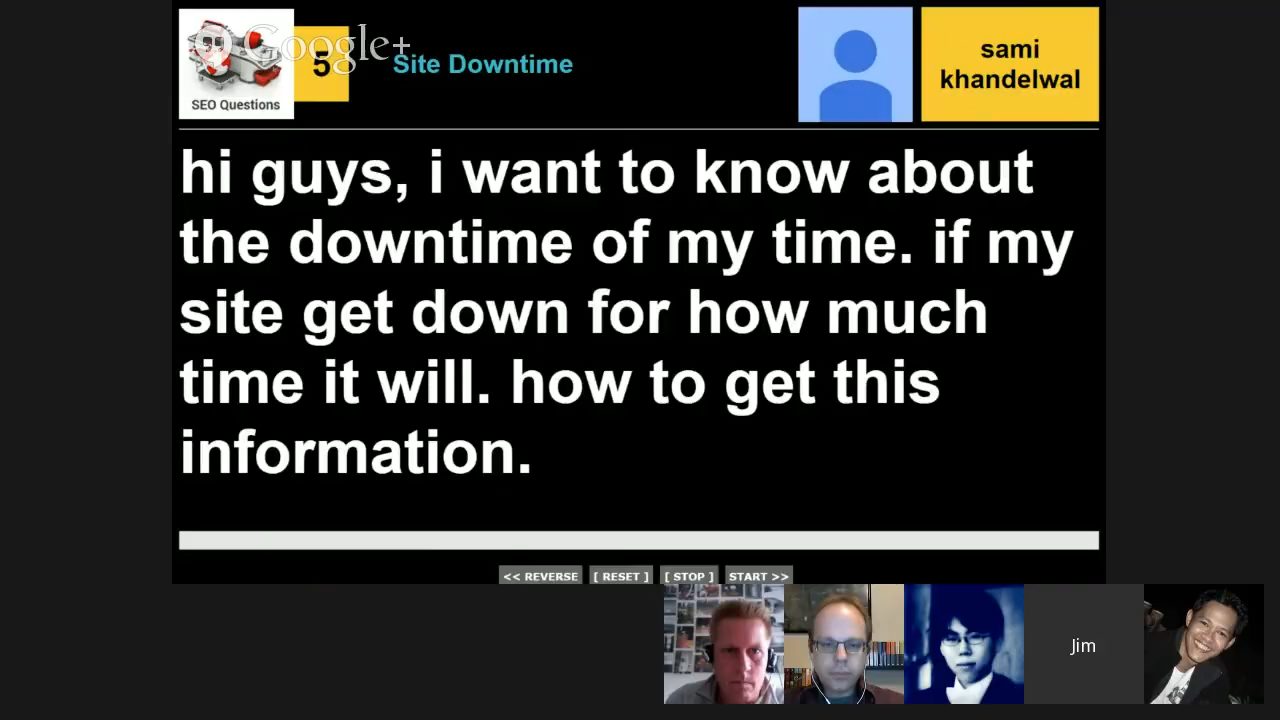 Google+
SEO Questions
5
Site Downtime
sami
khandelwal
hi guys, i want to know about
the downtime of my time. if my
site get down for how much
time it will. how to get this
information.
<< REVERSE
[ RESET ]
[ STOP ]
START >>
Jim